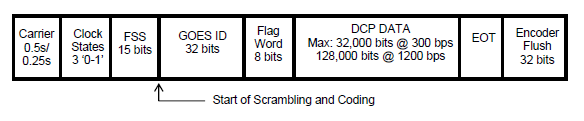 Carrier
0.5s/
0.25s
Clock
States
3 '0-1'
FSS
15 bits
GOES ID
32 bits
Flag
Word
8 bits
DCP DATA
Max: 32,000 bits @ 300 bps
128,000 bits @ 1200 bps
EOT
Encoder
Flush
32 bits
Start of Scrambling and Coding